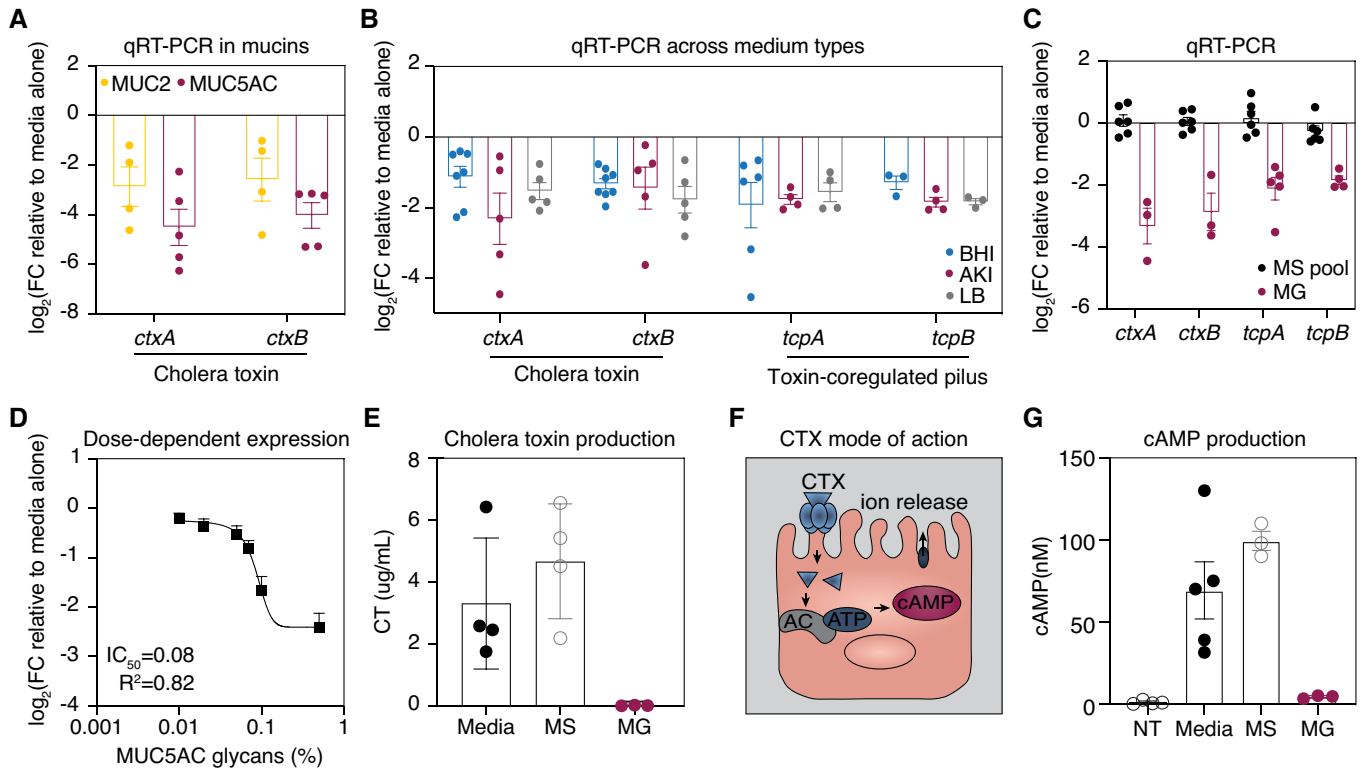 A
qRT-PCR in mucins
log2(FC relative to media alone)
2
0
-2
-4
-6
-8
MUC2 MUC5AC
ctxA ctxB
Cholera toxin
B
qRT-PCR across medium types
log2(FC relative to media alone)
2
0
-2
-4
BHI
AKI
LB
ctxA ctxB tcpA tcpB
Cholera toxin Toxin-coregulated pilus
C
qRT-PCR
log2(FC relative to media alone)
2
0
-2
-4
-6
MS pool
MG
ctxA ctxB tcpA tcpB
D
Dose-dependent expression
log2(FC relative to media alone)
1
0
-1
-2
-3
-4
IC50=0.08
R2=0.82
0.001 0.01 0.1 1
MUC5AC glycans (%)
E
Cholera toxin production
CT (ug/mL)
8
6
4
2
0
Media MS MG
F
CTX mode of action
CTX
ion release
AC
ATP
cAMP
G
cAMP production
cAMP(nM)
150
100
50
0
NT Media MS MG